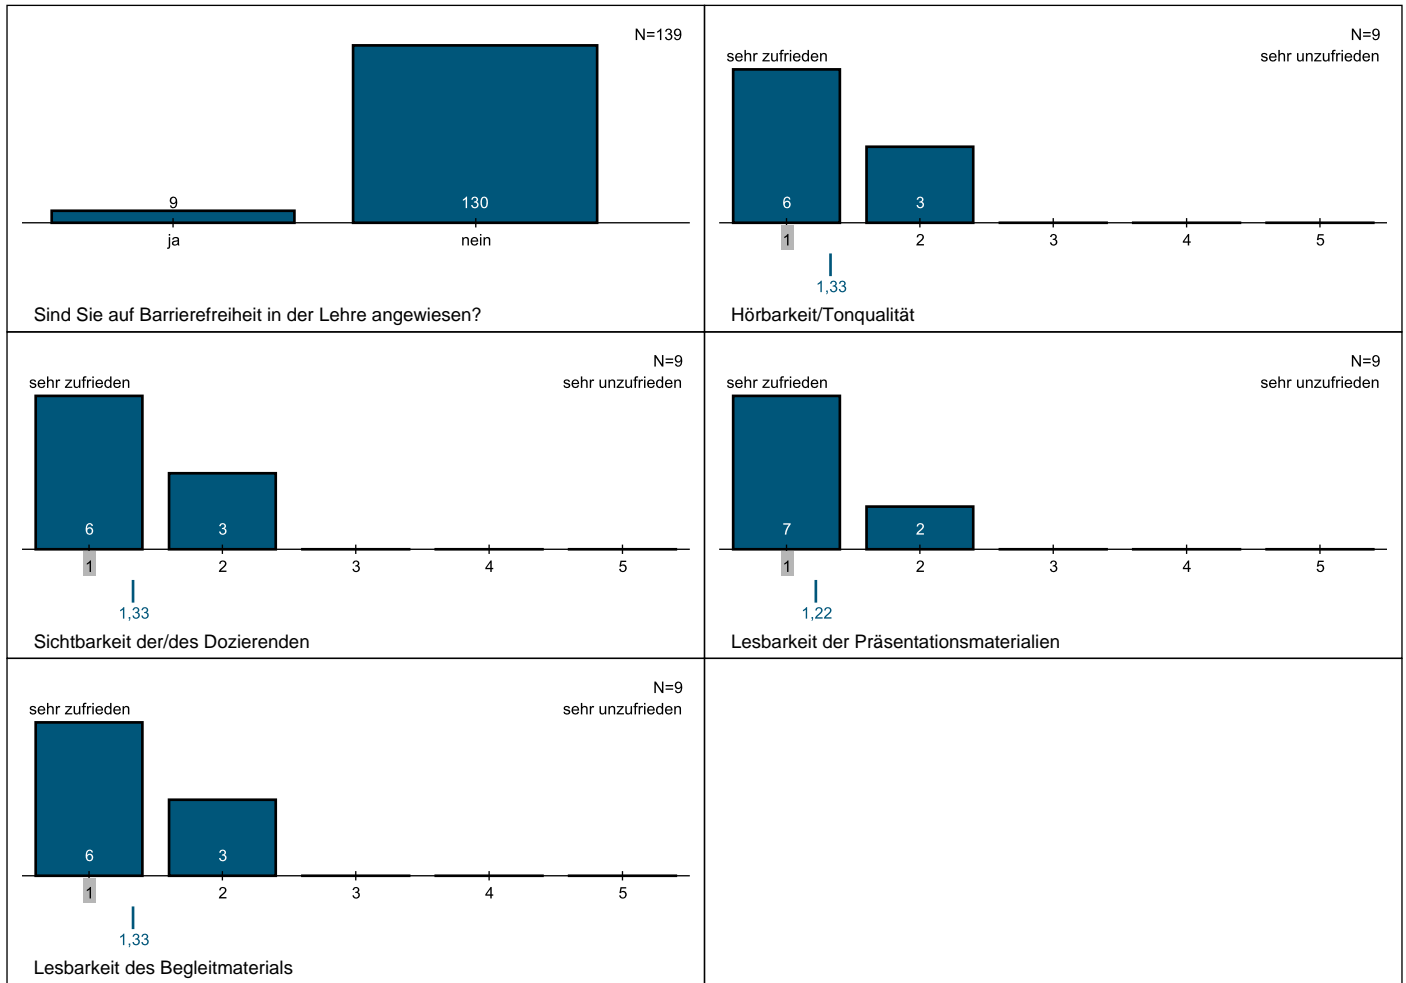 N=139
9
130
ja
nein
Sind Sie auf Barrierefreiheit in der Lehre angewiesen?
N=9
sehr zufrieden
sehr unzufrieden
6
3
1
2
3
4
5
1,33
Hörbarkeit/Tonqualität
N=9
sehr zufrieden
sehr unzufrieden
6
3
1
2
3
4
5
1,33
Sichtbarkeit der/des Dozierenden
N=9
sehr zufrieden
sehr unzufrieden
7
2
1
2
3
4
5
1,22
Lesbarkeit der Präsentationsmaterialien
N=9
sehr zufrieden
sehr unzufrieden
6
3
1
2
3
4
5
1,33
Lesbarkeit des Begleitmaterials